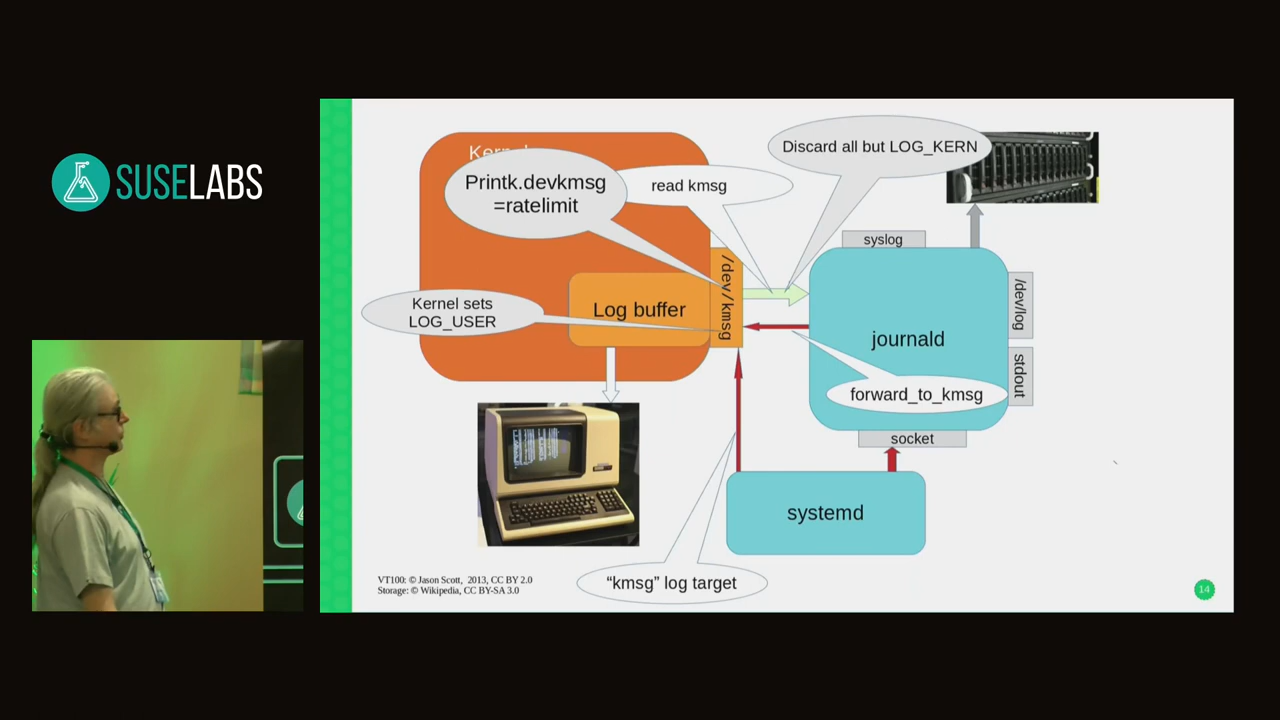 SUSELABS
Kernel
Printk.devkmsg
=ratelimit
read kmsg
Discard all but LOG_KERN
syslog
/dev/kmsg
Kernel sets
LOG_USER
Log buffer
journald
/dev/log
stdout
forward_to_kmsg
socket
systemd
“kmsg” log target
VT100: © Jason Scott, 2013, CC BY 2.0
Storage: © Wikipedia, CC BY-SA 3.0
14